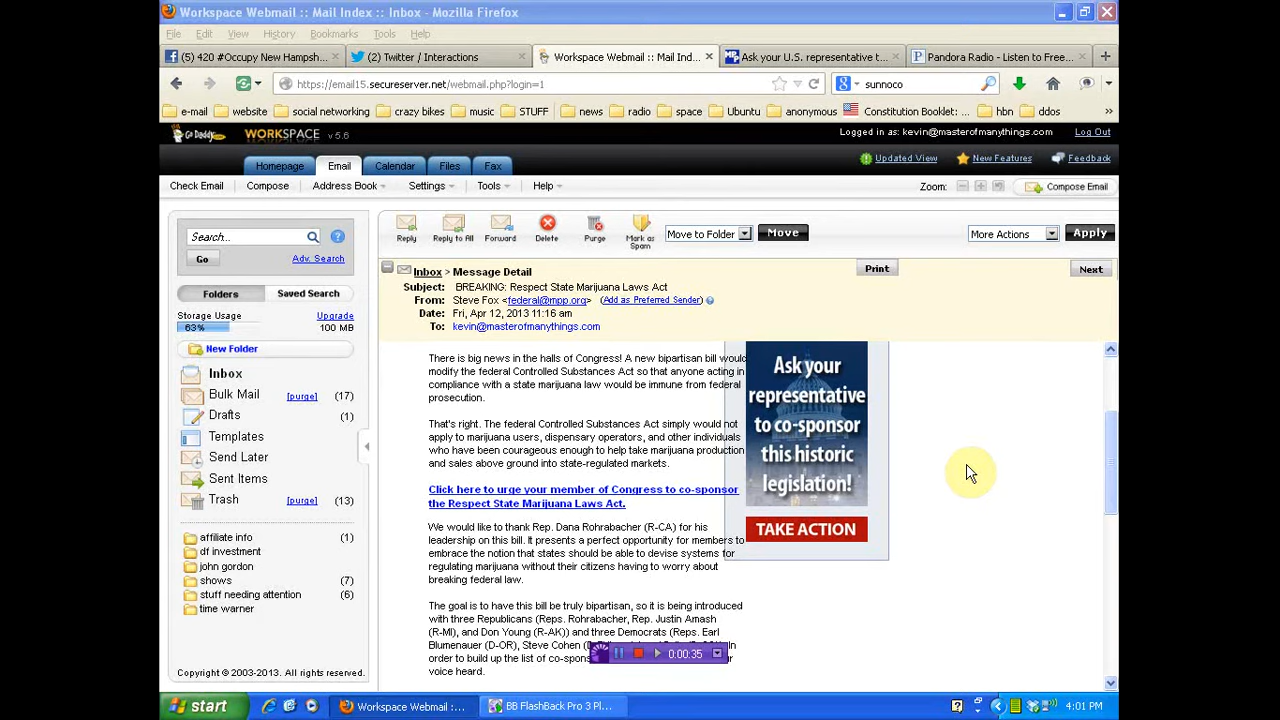 Workspace Webmail :: Mail Index :: Inbox - Mozilla Firefox
File Edit View History Bookmarks Tools Help
(5) 420 #Occupy New Hampsh...
(2) Twitter / Interactions
Workspace Webmail :: Mail Ind...
Ask your U.S. representative t...
Pandora Radio - Listen to Free...
https://email15.secureserver.net/webmail.php?login=1
sunnoco
e-mail website social networking crazy bikes music STUFF news radio space Ubuntu anonymous Constitution Booklet:... hbn ddos
Go Daddy WORKSPACE v 5.6
Logged in as: kevin@masterofmanythings.com Log Out
Homepage Email Calendar Files Fax
Updated View New Features Feedback
Check Email Compose Address Book Settings Tools Help
Zoom: Compose Email
Search...
Go Adv. Search
Folders Saved Search
Storage Usage Upgrade
63% 100 MB
New Folder
Inbox
Bulk Mail [purge] (17)
Drafts (1)
Templates
Send Later
Sent Items
Trash [purge] (13)
affiliate info (1)
df investment
john gordon
shows (7)
stuff needing attention (6)
time warner
Copyright © 2003-2013. All rights reserved.
Reply Reply to All Forward Delete Purge Mark as Spam
Move to Folder Move More Actions Apply
Inbox > Message Detail
Print Next
Subject: BREAKING: Respect State Marijuana Laws Act
From: Steve Fox <federal@mpp.org> (Add as Preferred Sender)
Date: Fri, Apr 12, 2013 11:16 am
To: kevin@masterofmanythings.com
There is big news in the halls of Congress! A new bipartisan bill would
modify the federal Controlled Substances Act so that anyone acting in
compliance with a state marijuana law would be immune from federal
prosecution.
That's right. The federal Controlled Substances Act simply would not
apply to marijuana users, dispensary operators, and other individuals
who have been courageous enough to help take marijuana production
and sales above ground into state-regulated markets.
Click here to urge your member of Congress to co-sponsor
the Respect State Marijuana Laws Act.
We would like to thank Rep. Dana Rohrabacher (R-CA) for his
leadership on this bill. It presents a perfect opportunity for members to
embrace the notion that states should be able to devise systems for
regulating marijuana without their citizens having to worry about
breaking federal law.
The goal is to have this bill be truly bipartisan, so it is being introduced
with three Republicans (Reps. Rohrabacher, Rep. Justin Amash
(R-MI), and Don Young (R-AK)) and three Democrats (Reps. Earl
Blumenauer (D-OR), Steve Cohen
order to build up the list of co-spons
voice heard.
Ask your
representative
to co-sponsor
this historic
legislation!
TAKE ACTION
0:00:35
start
Workspace Webmail :...
BB FlashBack Pro 3 Pl...
4:01 PM